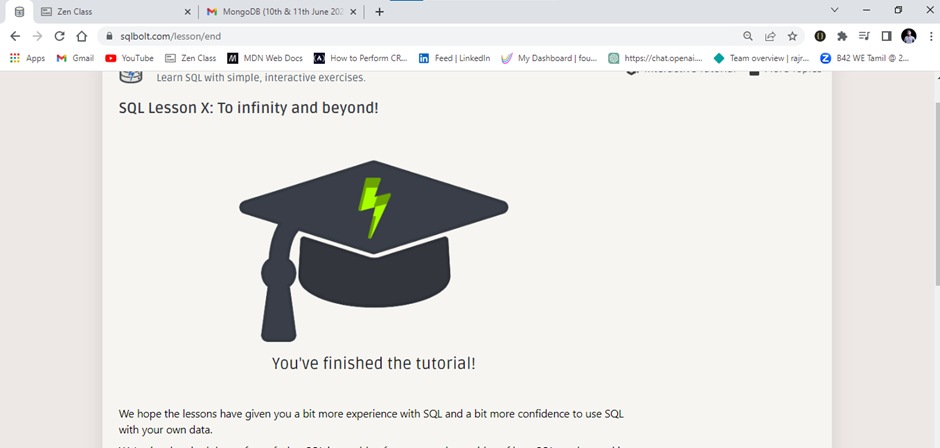 Zen Class
MongoDB (10th & 11th June 202
sqlbolt.com/lesson/end
Apps Gmail YouTube Zen Class MDN Web Docs How to Perform CR... Feed | LinkedIn My Dashboard | fou... https://chat.openai.... Team overview | rajr... B42 WE Tamil @ 2...
Learn SQL with simple, interactive exercises.
SQL Lesson X: To infinity and beyond!
You've finished the tutorial!
We hope the lessons have given you a bit more experience with SQL and a bit more confidence to use SQL
with your own data.